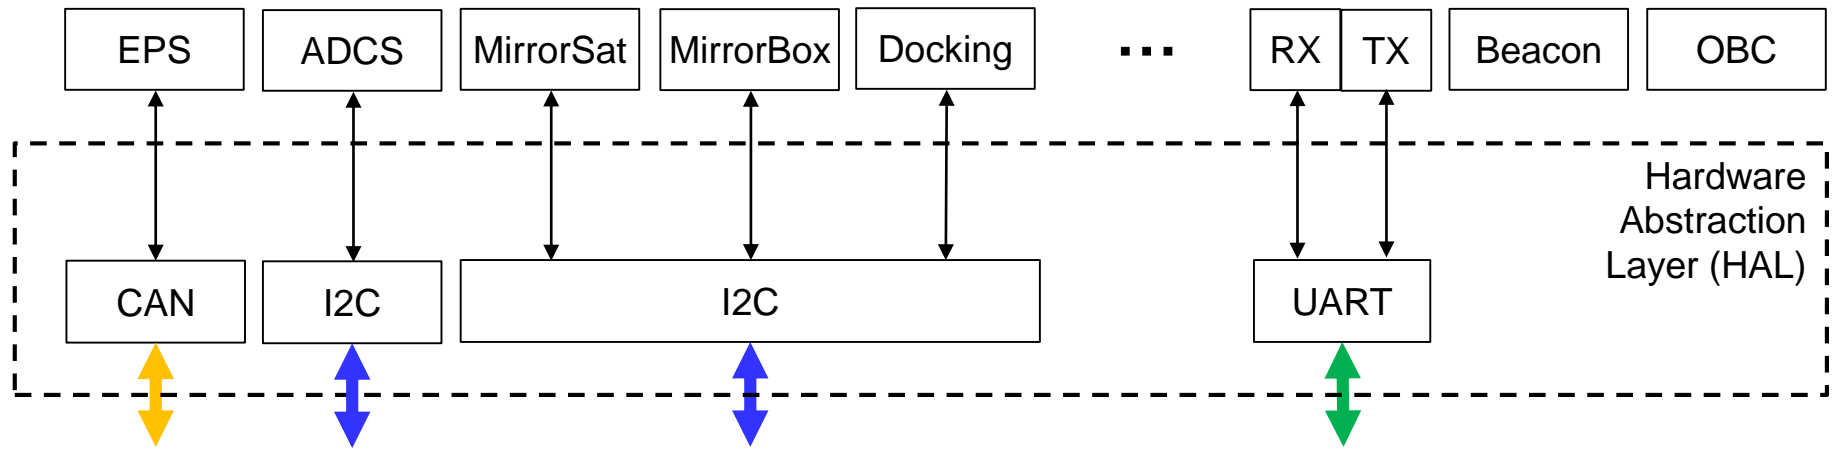 EPS ADCS MirrorSat MirrorBox Docking ... RX TX Beacon OBC
Hardware
Abstraction
Layer (HAL)
CAN I2C I2C UART